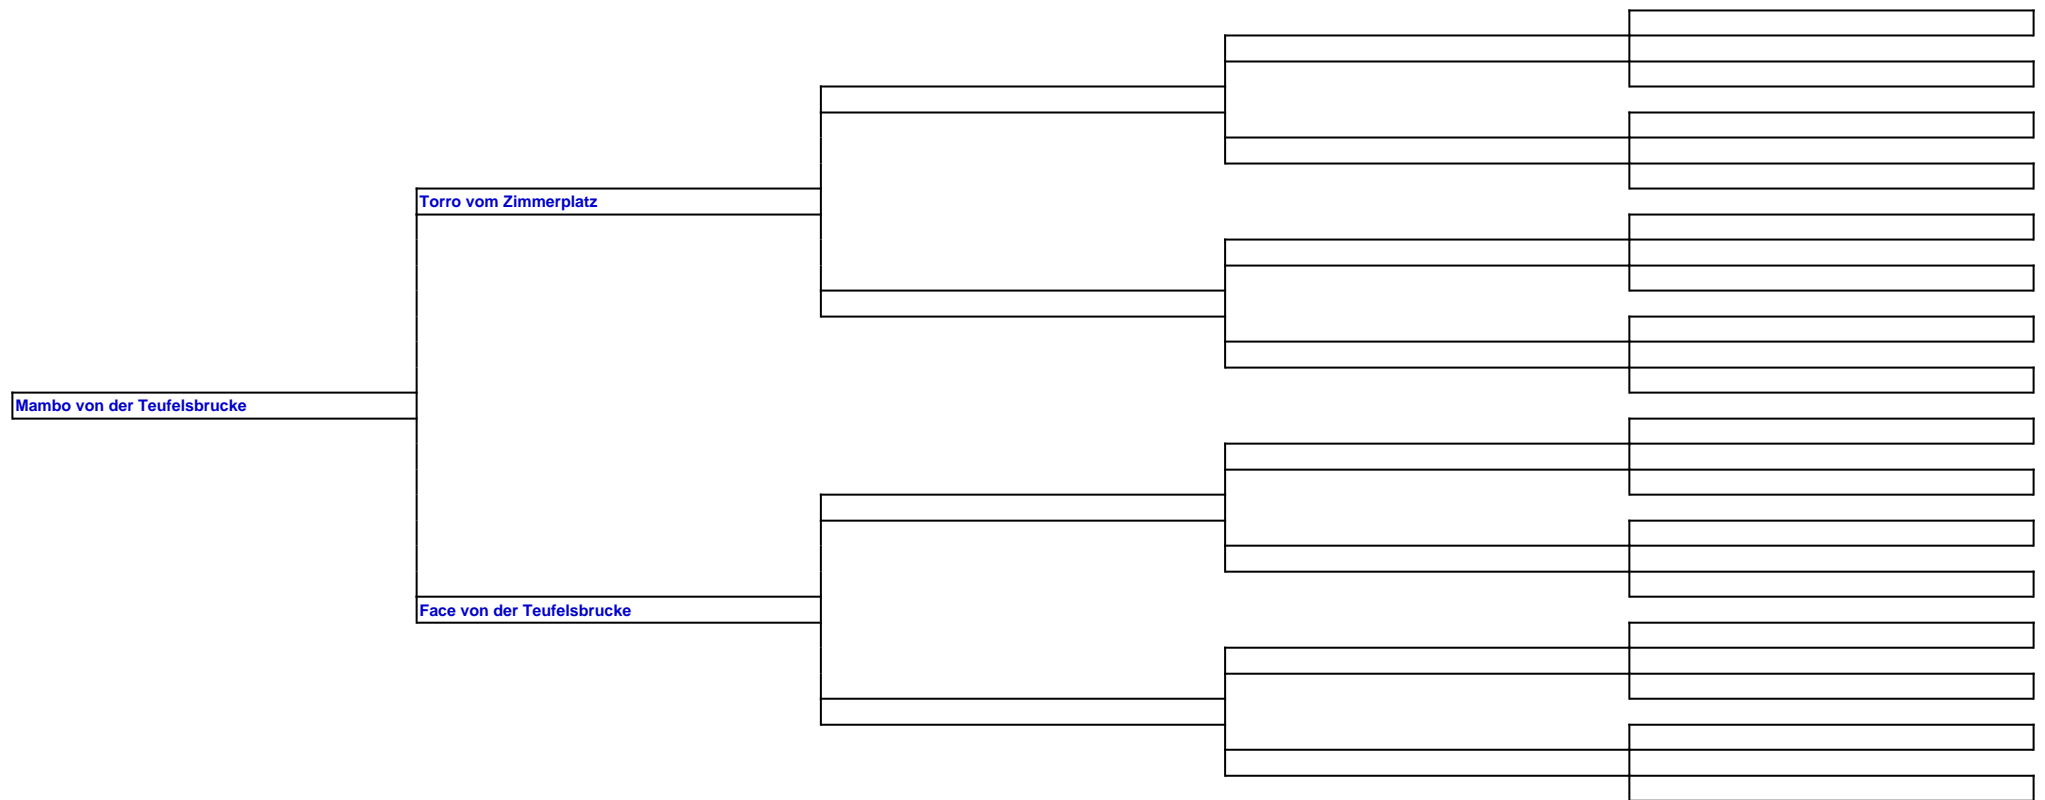 Torro vom Zimmerplatz
Mambo von der Teufelsbrucke
Face von der Teufelsbrucke